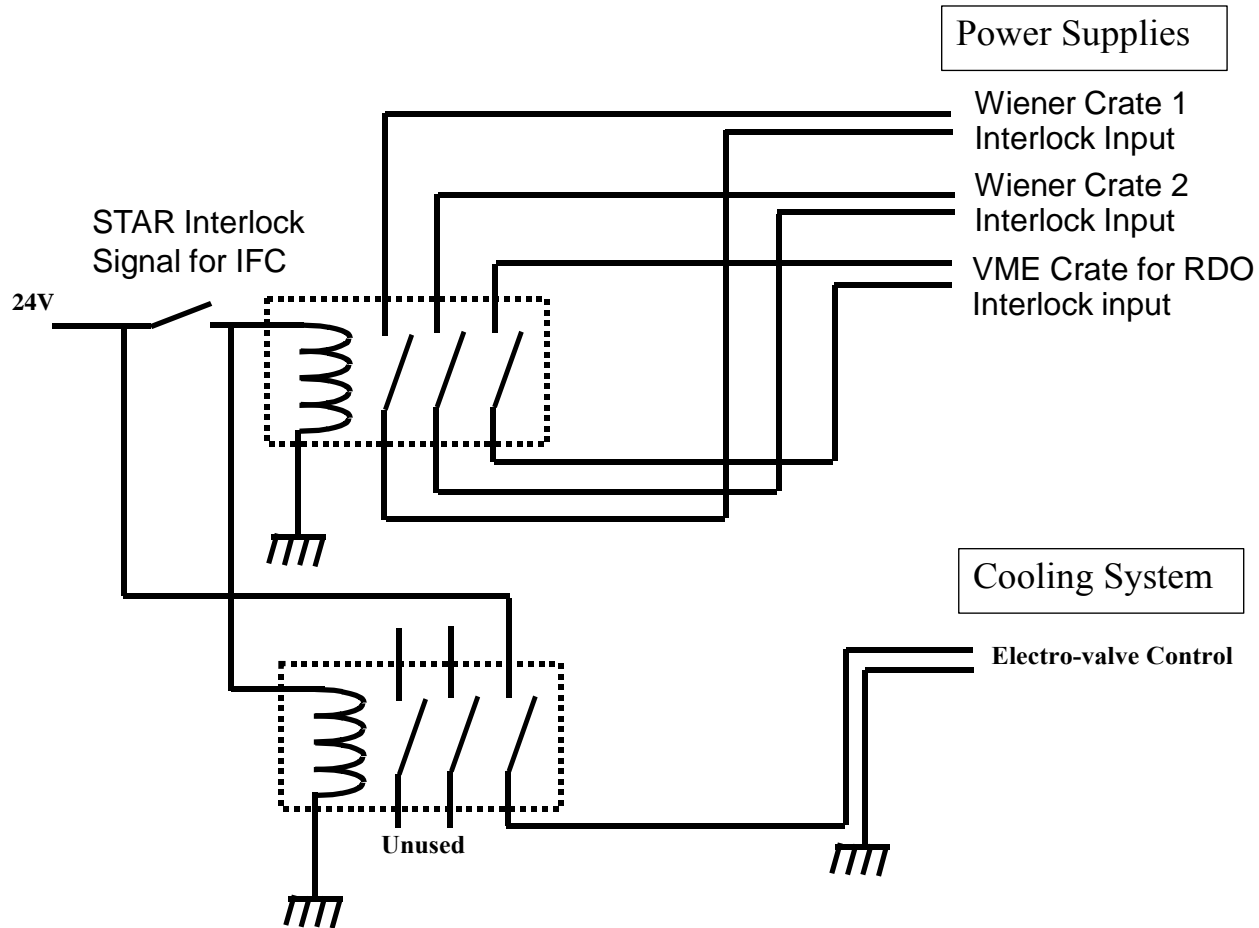 Power Supplies
Wiener Crate 1
Interlock Input
Wiener Crate 2
Interlock Input
VME Crate for RDO
Interlock input
STAR Interlock
Signal for IFC
24V
Cooling System
Electro-valve Control
Unused